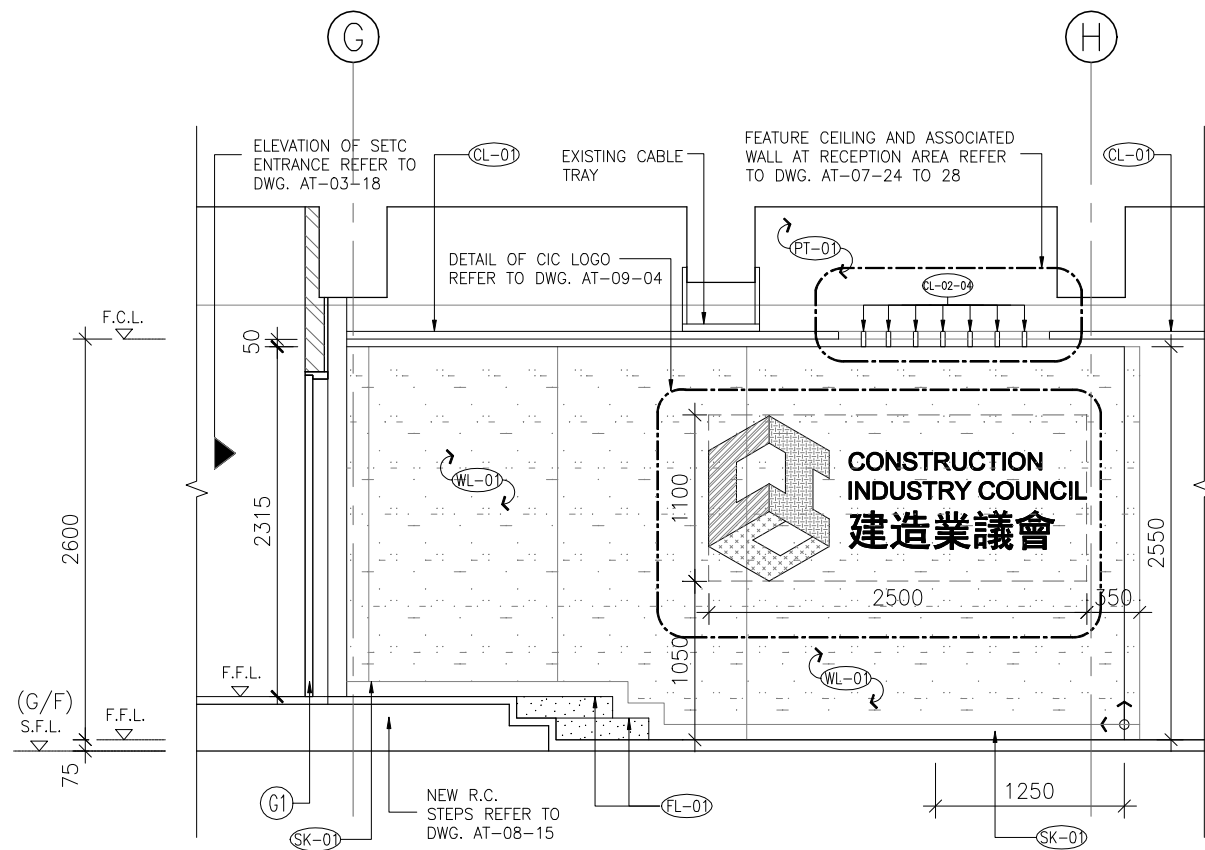 G
H
ELEVATION OF SETC
ENTRANCE REFER TO
DWG. AT-03-18
CL-01
EXISTING CABLE
TRAY
FEATURE CEILING AND ASSOCIATED
WALL AT RECEPTION AREA REFER
TO DWG. AT-07-24 TO 28
CL-01
DETAIL OF CIC LOGO
REFER TO DWG. AT-09-04
PT-01
CL-02-04
F.C.L.
50
WL-01
CONSTRUCTION
INDUSTRY COUNCIL
建造業議會
1100
2600
2315
2550
2500
350
1050
WL-01
F.F.L.
(G/F)
S.F.L.
F.F.L.
75
G1
SK-01
NEW R.C.
STEPS REFER TO
DWG. AT-08-15
FL-01
1250
SK-01